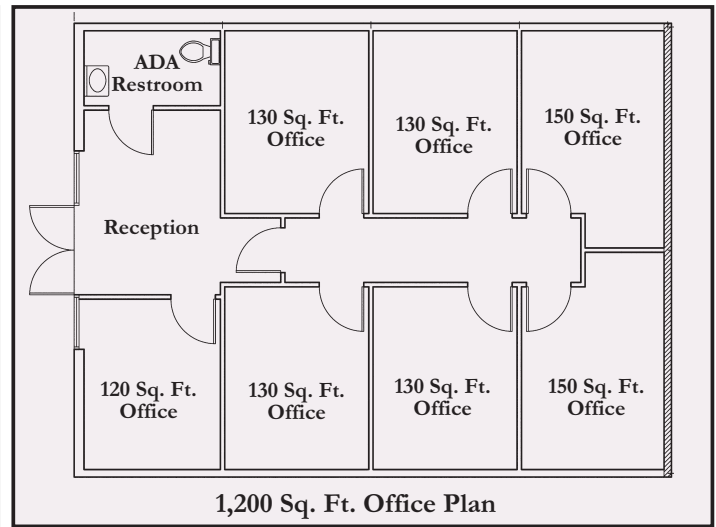 ADA
Restroom
130 Sq. Ft.
Office
130 Sq. Ft.
Office
150 Sq. Ft.
Office
Reception
120 Sq. Ft.
Office
130 Sq. Ft.
Office
130 Sq. Ft.
Office
150 Sq. Ft.
Office
1,200 Sq. Ft. Office Plan